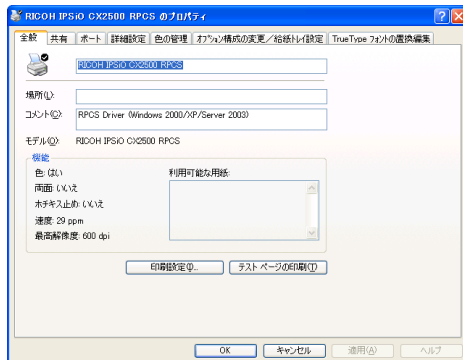 RICOH IPSiO CX2500 RPCS のプロパティ
全般 共有 ポート 詳細設定 色の管理 オプション構成の変更／給紙トレイ設定 TrueType フォントの置換編集
RICOH IPSiO CX2500 RPCS
場所(L):
コメント(C): RPCS Driver (Windows 2000/XP/Server 2003)
モデル(O): RICOH IPSiO CX2500 RPCS
機能
色: はい 利用可能な用紙:
両面: いいえ
ホチキス止め: いいえ
速度: 29 ppm
最高解像度: 600 dpi
印刷設定(I)... テスト ページの印刷(T)
OK キャンセル 適用(A) ヘルプ